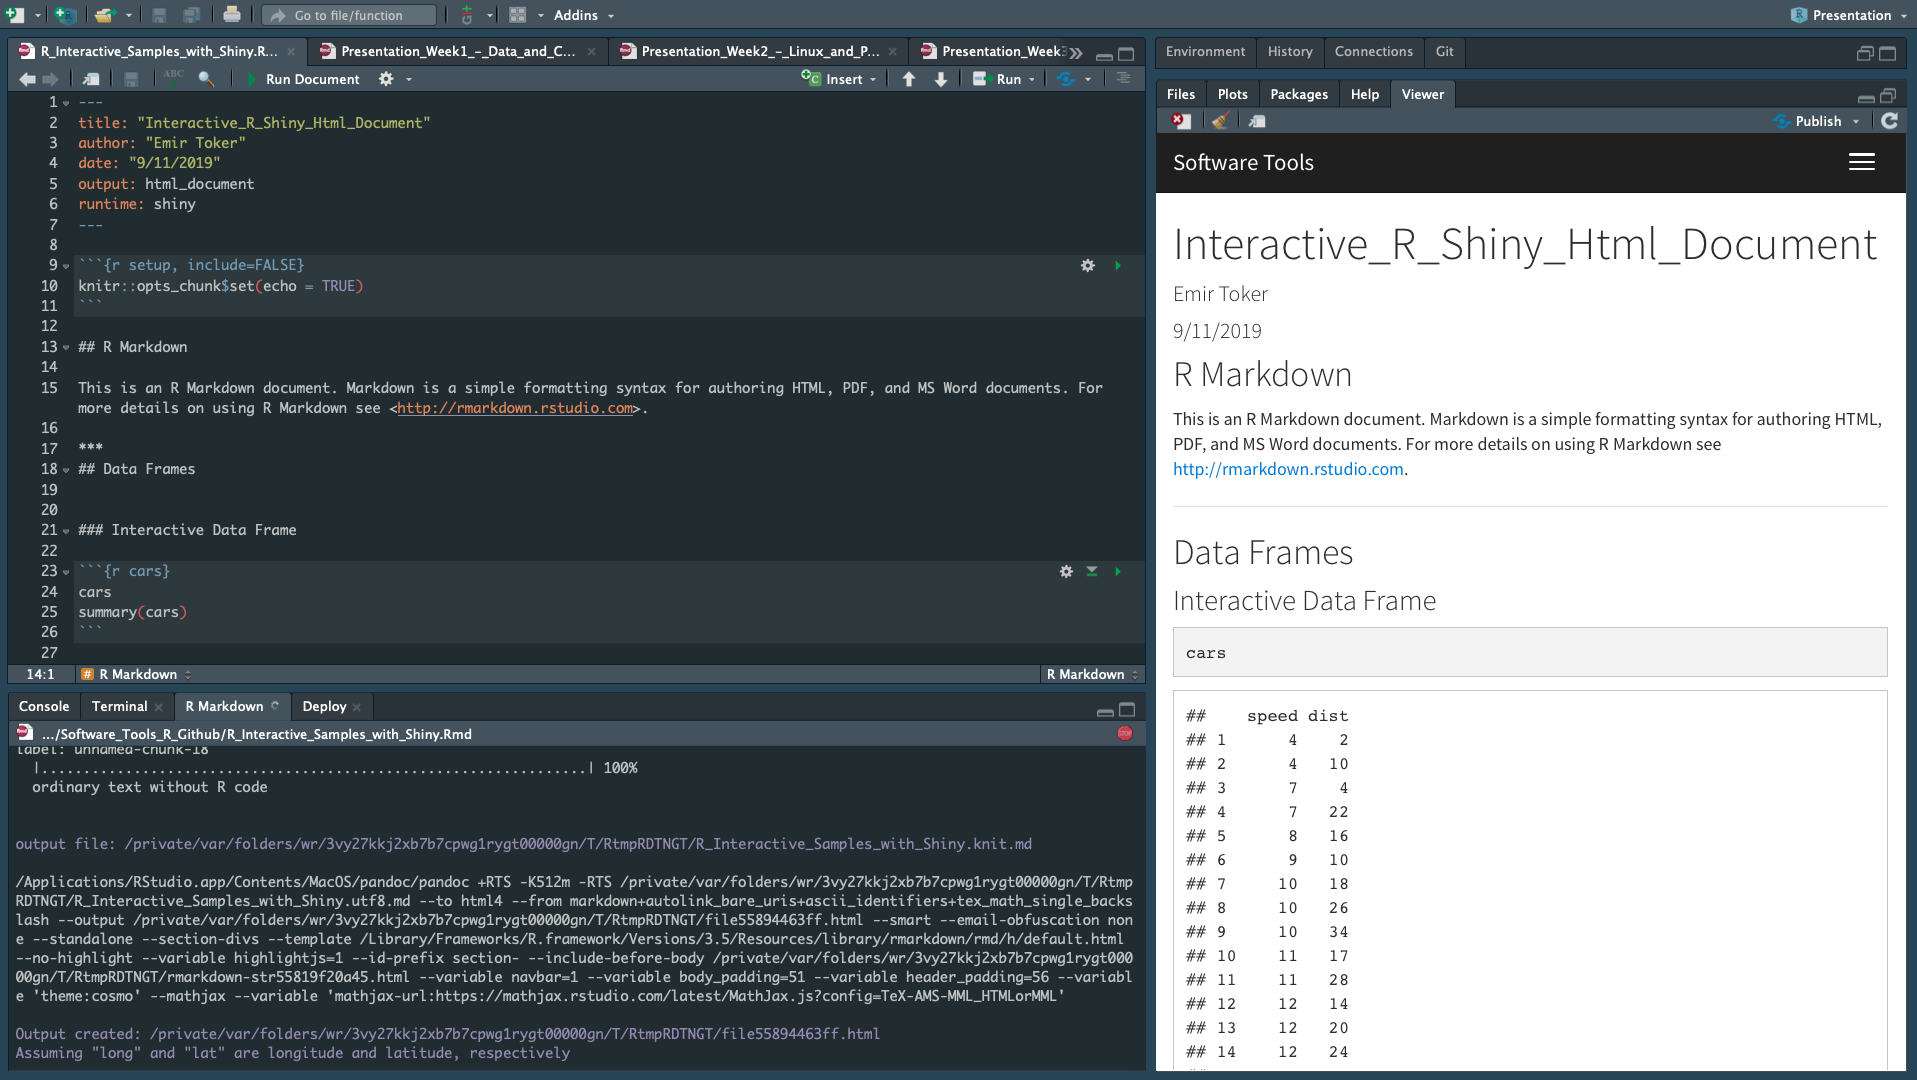 Go to file/function
Addins
Presentation
R_Interactive_Samples_with_Shiny.R...
Presentation_Week1_-_Data_and_C...
Presentation_Week2_-_Linux_and_P...
Presentation_Week3
ABC
Run Document
Insert
Run
1 ---
2 title: "Interactive_R_Shiny_Html_Document"
3 author: "Emir Toker"
4 date: "9/11/2019"
5 output: html_document
6 runtime: shiny
7 ---
8
9 ```{r setup, include=FALSE}
10 knitr::opts_chunk$set(echo = TRUE)
11 ```
12
13 ## R Markdown
14
15 This is an R Markdown document. Markdown is a simple formatting syntax for authoring HTML, PDF, and MS Word documents. For
more details on using R Markdown see <http://rmarkdown.rstudio.com>.
16
17 ***
18 ## Data Frames
19
20
21 ### Interactive Data Frame
22
23 ```{r cars}
24 cars
25 summary(cars)
26 ```
27
14:1 # R Markdown R Markdown
Console Terminal R Markdown Deploy
.../Software_Tools_R_Github/R_Interactive_Samples_with_Shiny.Rmd
STOP
label: unnamed-chunk-18
|.................................................................| 100%
ordinary text without R code
output file: /private/var/folders/wr/3vy27kkj2xb7b7cpwg1rygt00000gn/T/RtmpRDTNGT/R_Interactive_Samples_with_Shiny.knit.md
/Applications/RStudio.app/Contents/MacOS/pandoc/pandoc +RTS -K512m -RTS /private/var/folders/wr/3vy27kkj2xb7b7cpwg1rygt00000gn/T/Rtmp
RDTNGT/R_Interactive_Samples_with_Shiny.utf8.md --to html4 --from markdown+autolink_bare_uris+ascii_identifiers+tex_math_single_backs
lash --output /private/var/folders/wr/3vy27kkj2xb7b7cpwg1rygt00000gn/T/RtmpRDTNGT/file55894463ff.html --smart --email-obfuscation non
e --standalone --section-divs --template /Library/Frameworks/R.framework/Versions/3.5/Resources/library/rmarkdown/rmd/h/default.html
--no-highlight --variable highlightjs=1 --id-prefix section- --include-before-body /private/var/folders/wr/3vy27kkj2xb7b7cpwg1rygt000
00gn/T/RtmpRDTNGT/rmarkdown-str55819f20a45.html --variable navbar=1 --variable body_padding=51 --variable header_padding=56 --variabl
e 'theme:cosmo' --mathjax --variable 'mathjax-url:https://mathjax.rstudio.com/latest/MathJax.js?config=TeX-AMS-MML_HTMLorMML'
Output created: /private/var/folders/wr/3vy27kkj2xb7b7cpwg1rygt00000gn/T/RtmpRDTNGT/file55894463ff.html
Assuming "long" and "lat" are longitude and latitude, respectively
Environment History Connections Git
Files Plots Packages Help Viewer
Publish
Software Tools
Interactive_R_Shiny_Html_Document
Emir Toker
9/11/2019
R Markdown
This is an R Markdown document. Markdown is a simple formatting syntax for authoring HTML,
PDF, and MS Word documents. For more details on using R Markdown see
http://rmarkdown.rstudio.com.
Data Frames
Interactive Data Frame
cars
## speed dist
## 1 4 2
## 2 4 10
## 3 7 4
## 4 7 22
## 5 8 16
## 6 9 10
## 7 10 18
## 8 10 26
## 9 10 34
## 10 11 17
## 11 11 28
## 12 12 14
## 13 12 20
## 14 12 24